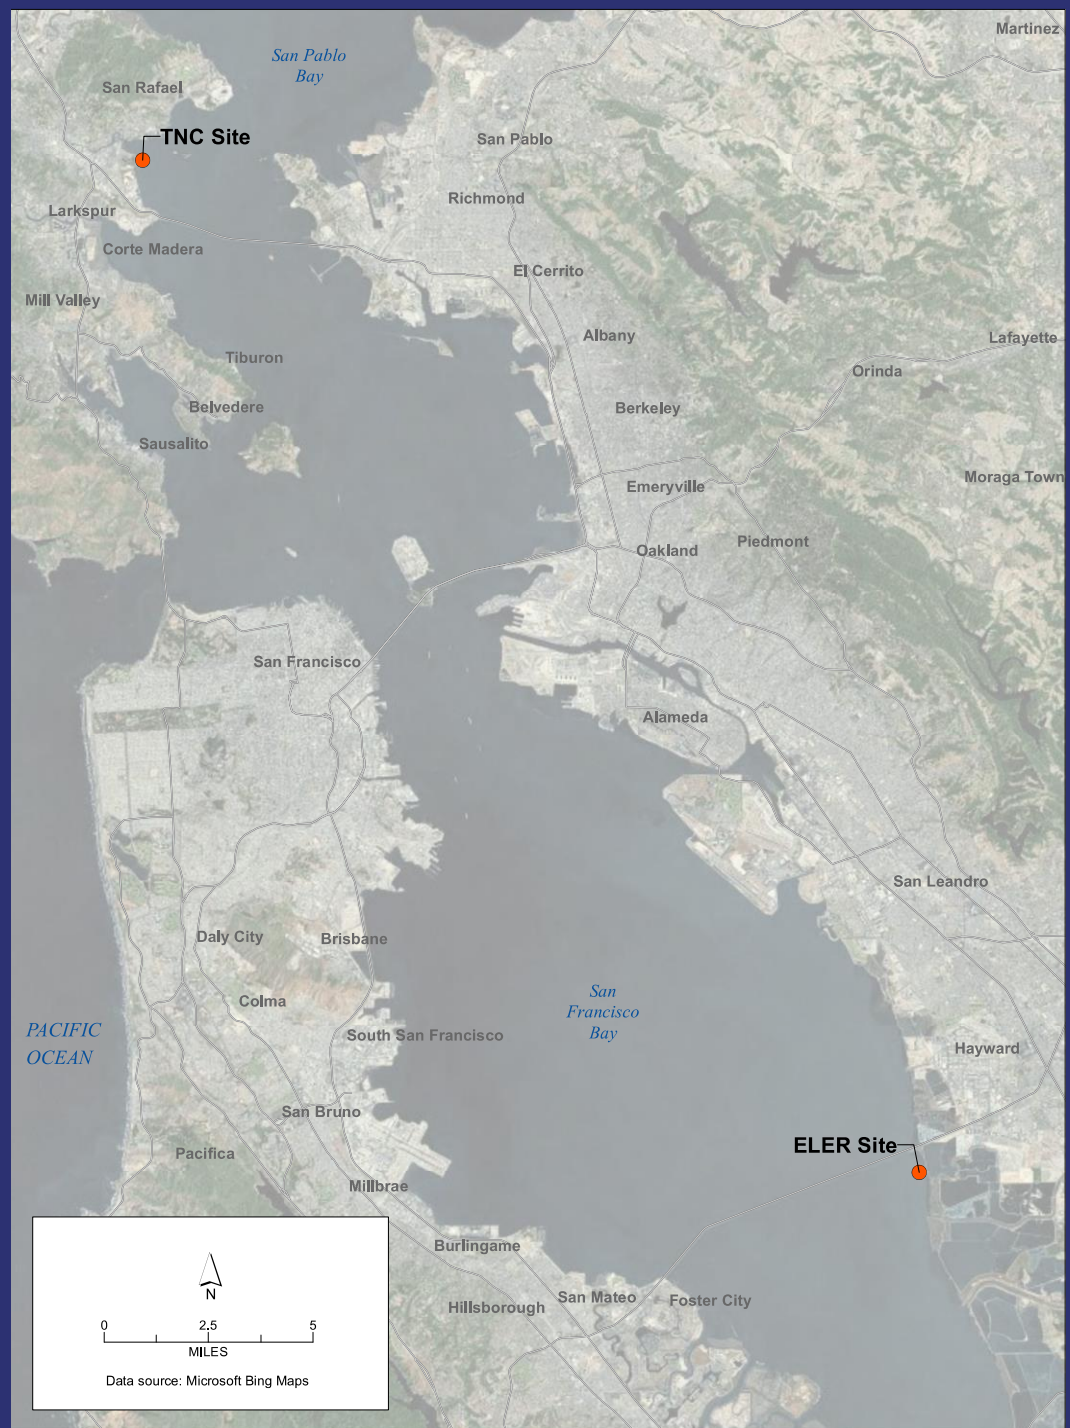 Martinez
San Pablo
Bay
San Rafael
TNC Site
San Pablo
Richmond
Larkspur
Corte Madera
El Cerrito
Mill Valley
Albany
Lafayette
Tiburon
Orinda
Belvedere
Berkeley
Sausalito
Moraga Town
Emeryville
Piedmont
Oakland
San Francisco
Alameda
San Leandro
Daly City
Brisbane
Colma
San
Francisco
Bay
PACIFIC
OCEAN
South San Francisco
Hayward
San Bruno
ELER Site
Pacifica
Millbrae
Burlingame
San Mateo
Foster City
Hillsborough
N
0 2.5 5
MILES
Data source: Microsoft Bing Maps